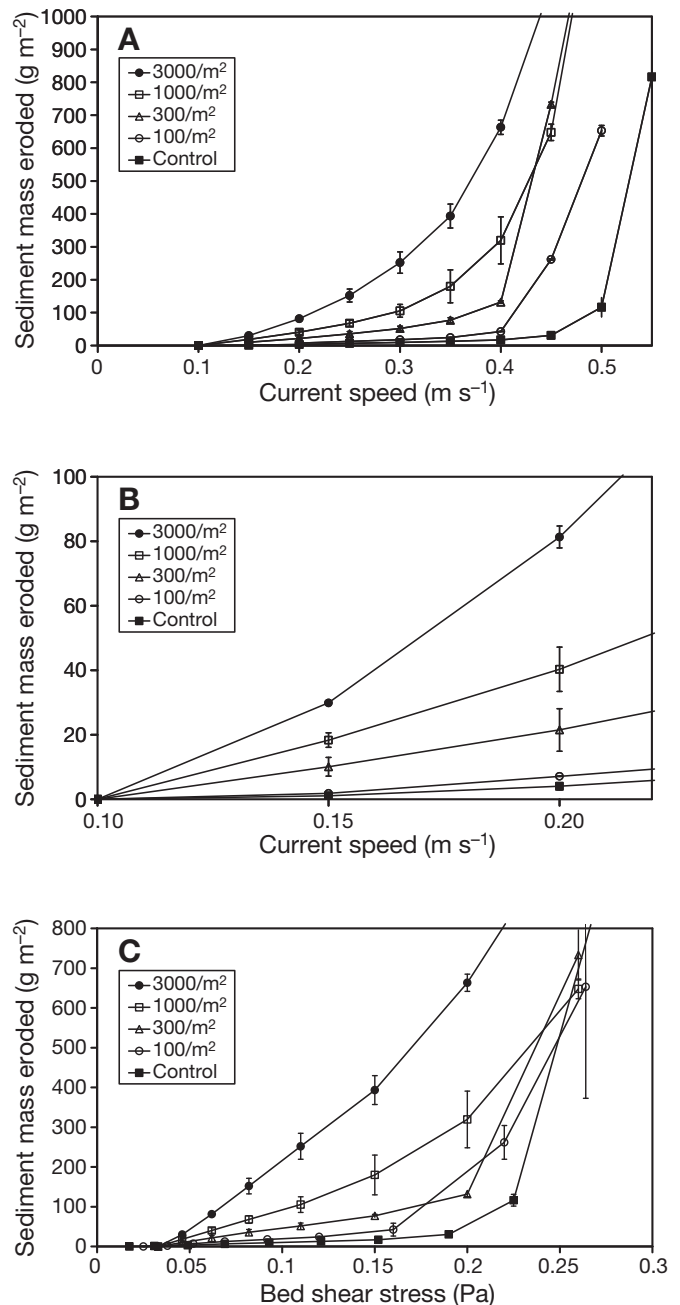 A
Sediment mass eroded (g m⁻²)
1000
900
800
700
600
500
400
300
200
100
0
3000/m²
1000/m²
300/m²
100/m²
Control
0 0.1 0.2 0.3 0.4 0.5
Current speed (m s⁻¹)
B
Sediment mass eroded (g m⁻²)
100
80
60
40
20
0
3000/m²
1000/m²
300/m²
100/m²
Control
0.10 0.15 0.20
Current speed (m s⁻¹)
C
Sediment mass eroded (g m⁻²)
800
700
600
500
400
300
200
100
0
3000/m²
1000/m²
300/m²
100/m²
Control
0 0.05 0.1 0.15 0.2 0.25 0.3
Bed shear stress (Pa)